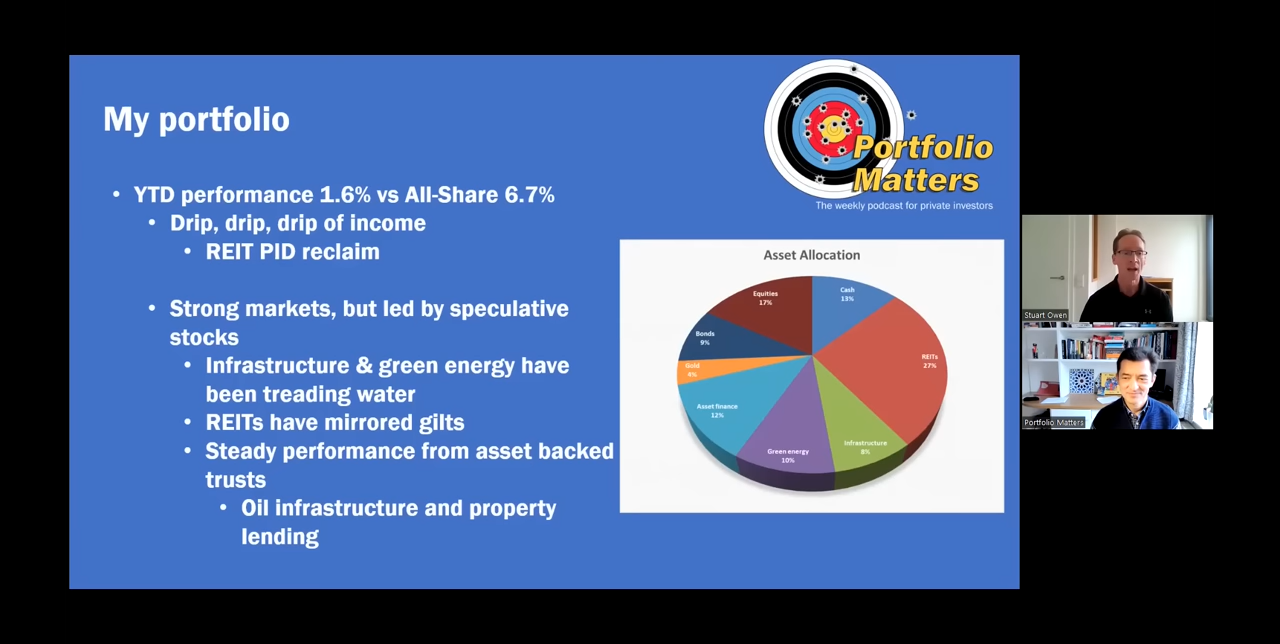 My portfolio
Portfolio
Matters
The weekly podcast for private investors
• YTD performance 1.6% vs All-Share 6.7%
• Drip, drip, drip of income
• REIT PID reclaim
• Strong markets, but led by speculative
stocks
• Infrastructure & green energy have
been treading water
• REITs have mirrored gilts
• Steady performance from asset backed
trusts
• Oil infrastructure and property
lending
Asset Allocation
Cash
13%
REITs
27%
Infrastructure
8%
Green energy
10%
Asset finance
12%
Gold
4%
Bonds
9%
Equities
17%
Stuart Owen
Portfolio Matters